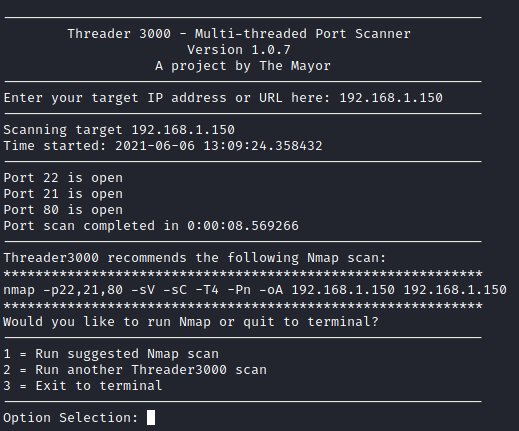 Threader 3000 - Multi-threaded Port Scanner
Version 1.0.7
A project by The Mayor
Enter your target IP address or URL here: 192.168.1.150
Scanning target 192.168.1.150
Time started: 2021-06-06 13:09:24.358432
Port 22 is open
Port 21 is open
Port 80 is open
Port scan completed in 0:00:08.569266
Threader3000 recommends the following Nmap scan:
************************************************************
nmap -p22,21,80 -sV -sC -T4 -Pn -oA 192.168.1.150 192.168.1.150
************************************************************
Would you like to run Nmap or quit to terminal?
1 = Run suggested Nmap scan
2 = Run another Threader3000 scan
3 = Exit to terminal
Option Selection: